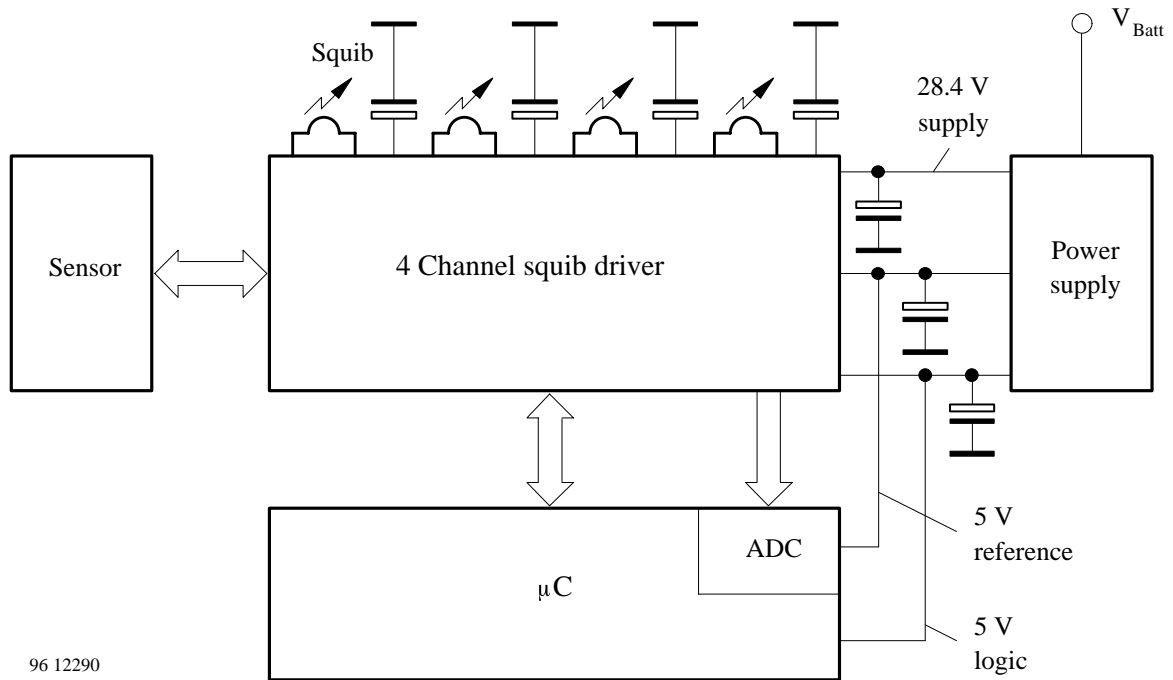 V Batt
Squib
28.4 V
supply
Sensor
4 Channel squib driver
Power
supply
ADC
5 V
reference
µC
5 V
logic
96 12290